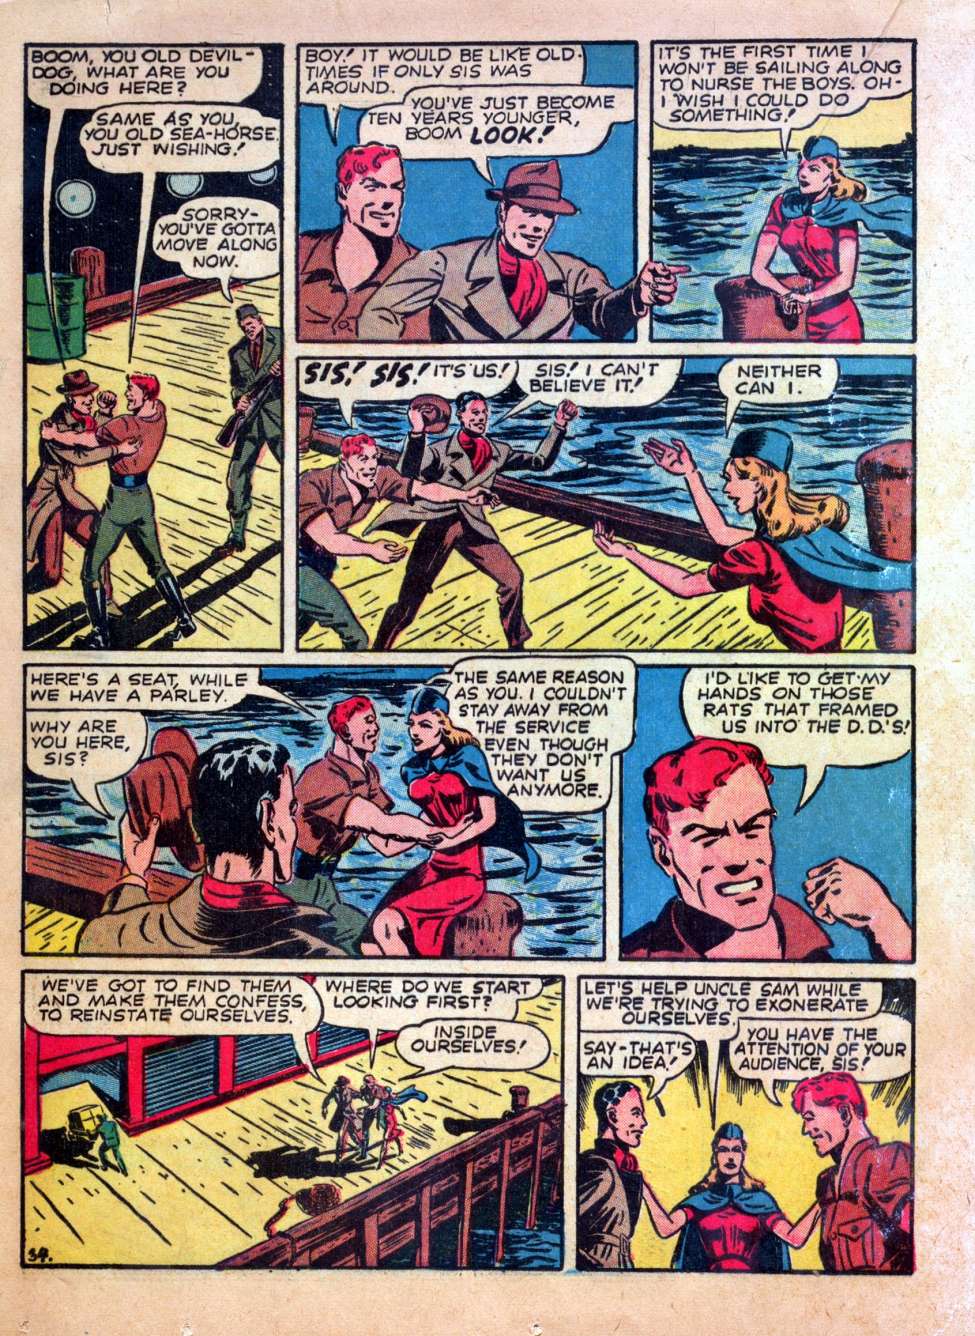 BOOM, YOU OLD DEVIL-
DOG, WHAT ARE YOU
DOING HERE?
SAME AS YOU,
YOU OLD SEA-HORSE.
JUST WISHING!
SORRY-
YOU'VE GOTTA
MOVE ALONG
NOW.
BOY! IT WOULD BE LIKE OLD-
TIMES IF ONLY SIS WAS
AROUND.
YOU'VE JUST BECOME
TEN YEARS YOUNGER,
BOOM LOOK!
IT'S THE FIRST TIME I
WON'T BE SAILING ALONG
TO NURSE THE BOYS. OH-
I WISH I COULD DO
SOMETHING!
SIS! SIS! IT'S US!
SIS! I CAN'T
BELIEVE IT!
NEITHER
CAN I.
HERE'S A SEAT, WHILE
WE HAVE A PARLEY.
WHY ARE
YOU HERE,
SIS?
THE SAME REASON
AS YOU. I COULDN'T
STAY AWAY FROM
THE SERVICE
EVEN THOUGH
THEY DON'T
WANT US
ANYMORE.
I'D LIKE TO GET MY
HANDS ON THOSE
RATS THAT FRAMED
US INTO THE D.D.'S!
WE'VE GOT TO FIND THEM
AND MAKE THEM CONFESS,
TO REINSTATE OURSELVES.
WHERE DO WE START
LOOKING FIRST?
INSIDE
OURSELVES!
LET'S HELP UNCLE SAM WHILE
WE'RE TRYING TO EXONERATE
OURSELVES.
SAY-THAT'S
AN IDEA!
YOU HAVE THE
ATTENTION OF YOUR
AUDIENCE, SIS!
34.